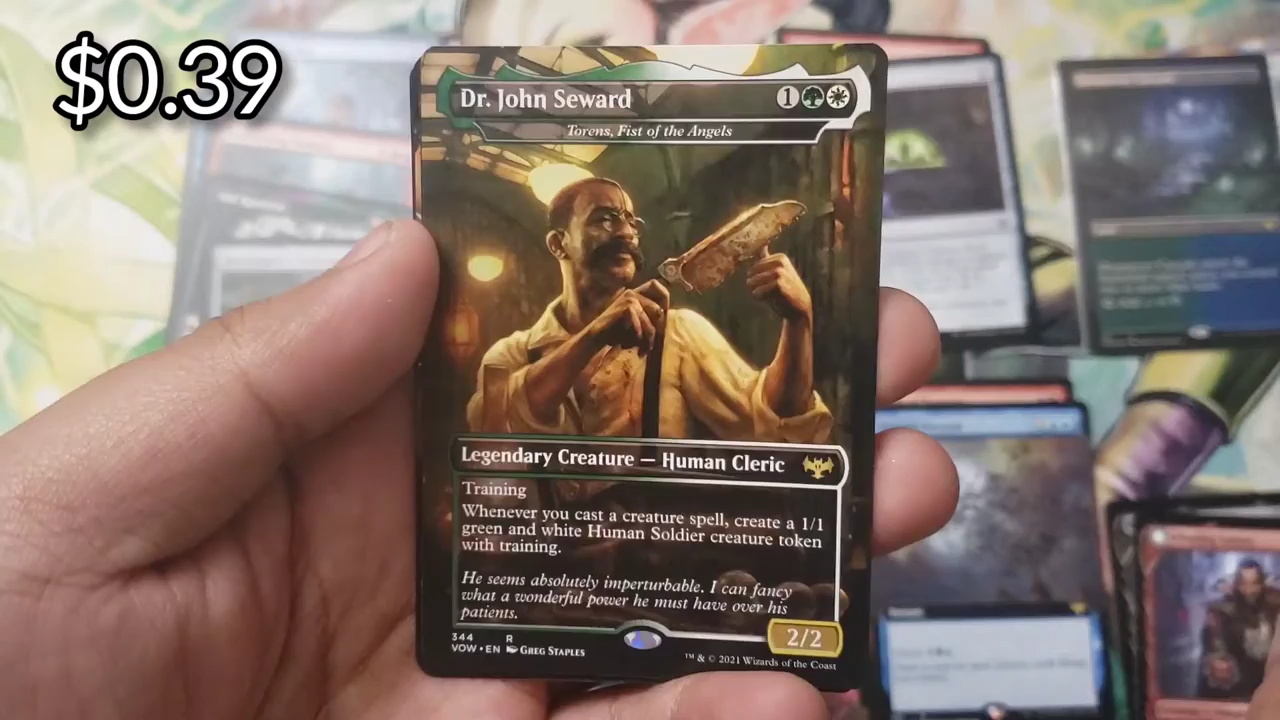 $0.39
Dr. John Seward 1
Torens, Fist of the Angels
Legendary Creature — Human Cleric
Training
Whenever you cast a creature spell, create a 1/1
green and white Human Soldier creature token
with training.
He seems absolutely imperturbable. I can fancy
what a wonderful power he must have over his
patients.
2/2
344 R
VOW • EN GREG STAPLES
™ & © 2021 Wizards of the Coast